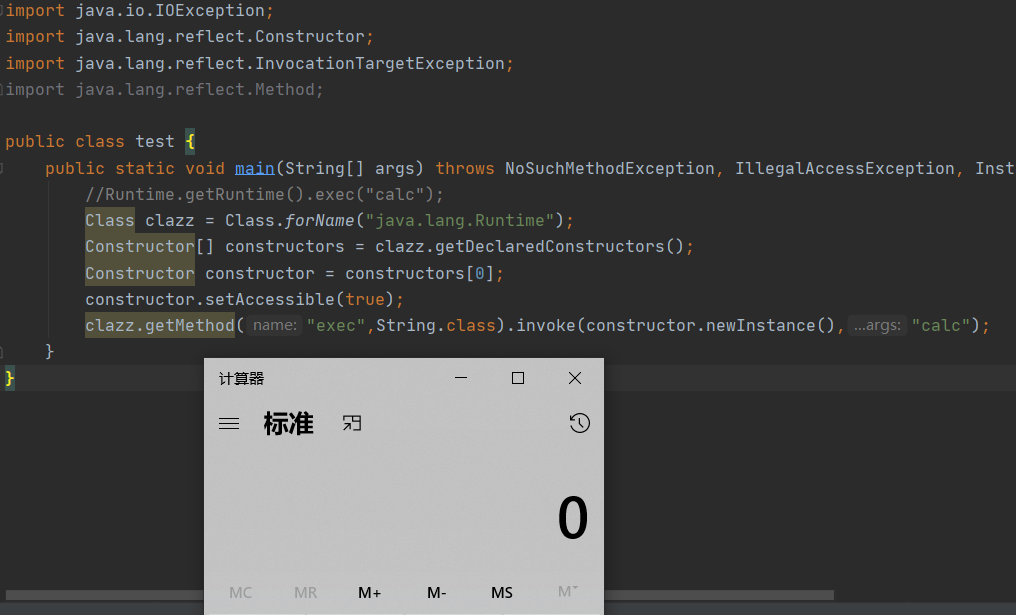 import java.io.IOException;
import java.lang.reflect.Constructor;
import java.lang.reflect.InvocationTargetException;
import java.lang.reflect.Method;
public class test {
public static void main(String[] args) throws NoSuchMethodException, IllegalAccessException, Inst
//Runtime.getRuntime().exec("calc");
Class clazz = Class.forName("java.lang.Runtime");
Constructor[] constructors = clazz.getDeclaredConstructors();
Constructor constructor = constructors[0];
constructor.setAccessible(true);
clazz.getMethod( name: "exec",String.class).invoke(constructor.newInstance(), ...args: "calc");
}
}
计算器
标准
0
MC MR M+ M- MS M˅